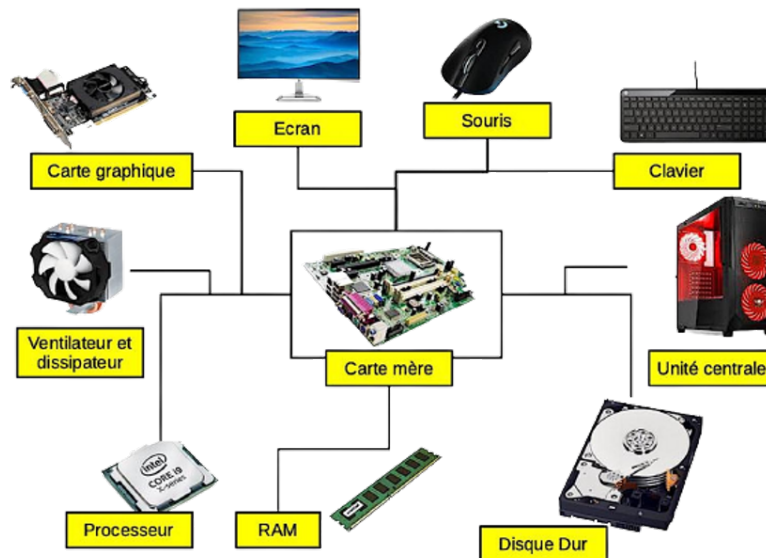 Ecran
Souris
Carte graphique
Clavier
Ventilateur et
dissipateur
Carte mère
Unité centrale
intel
CORE i9
X-series
Processeur
RAM
Disque Dur